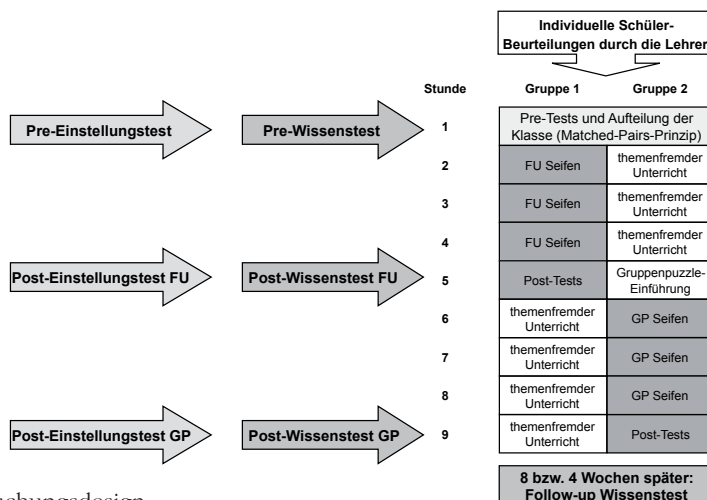 Individuelle Schüler-
Beurteilungen durch die Lehrer
Stunde Gruppe 1 Gruppe 2
Pre-Einstellungstest Pre-Wissenstest 1 Pre-Tests und Aufteilung der
Klasse (Matched-Pairs-Prinzip)
2 FU Seifen themenfremder
Unterricht
3 FU Seifen themenfremder
Unterricht
4 FU Seifen themenfremder
Unterricht
Post-Einstellungstest FU Post-Wissenstest FU 5 Post-Tests Gruppenpuzzle-
Einführung
6 themenfremder
Unterricht GP Seifen
7 themenfremder
Unterricht GP Seifen
8 themenfremder
Unterricht GP Seifen
Post-Einstellungstest GP Post-Wissenstest GP 9 themenfremder
Unterricht Post-Tests
8 bzw. 4 Wochen später:
Follow-up Wissenstest